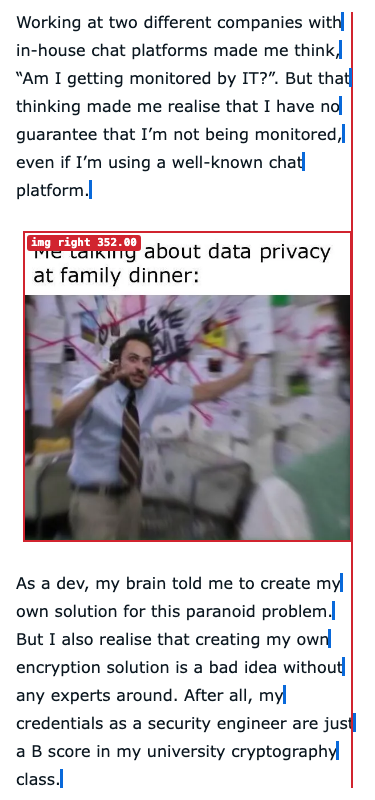 Working at two different companies with
in-house chat platforms made me think,
“Am I getting monitored by IT?”. But that
thinking made me realise that I have no
guarantee that I’m not being monitored,
even if I’m using a well-known chat
platform.
img right 352.00
Me talking about data privacy
at family dinner:
As a dev, my brain told me to create my
own solution for this paranoid problem.
But I also realise that creating my own
encryption solution is a bad idea without
any experts around. After all, my
credentials as a security engineer are just
a B score in my university cryptography
class.